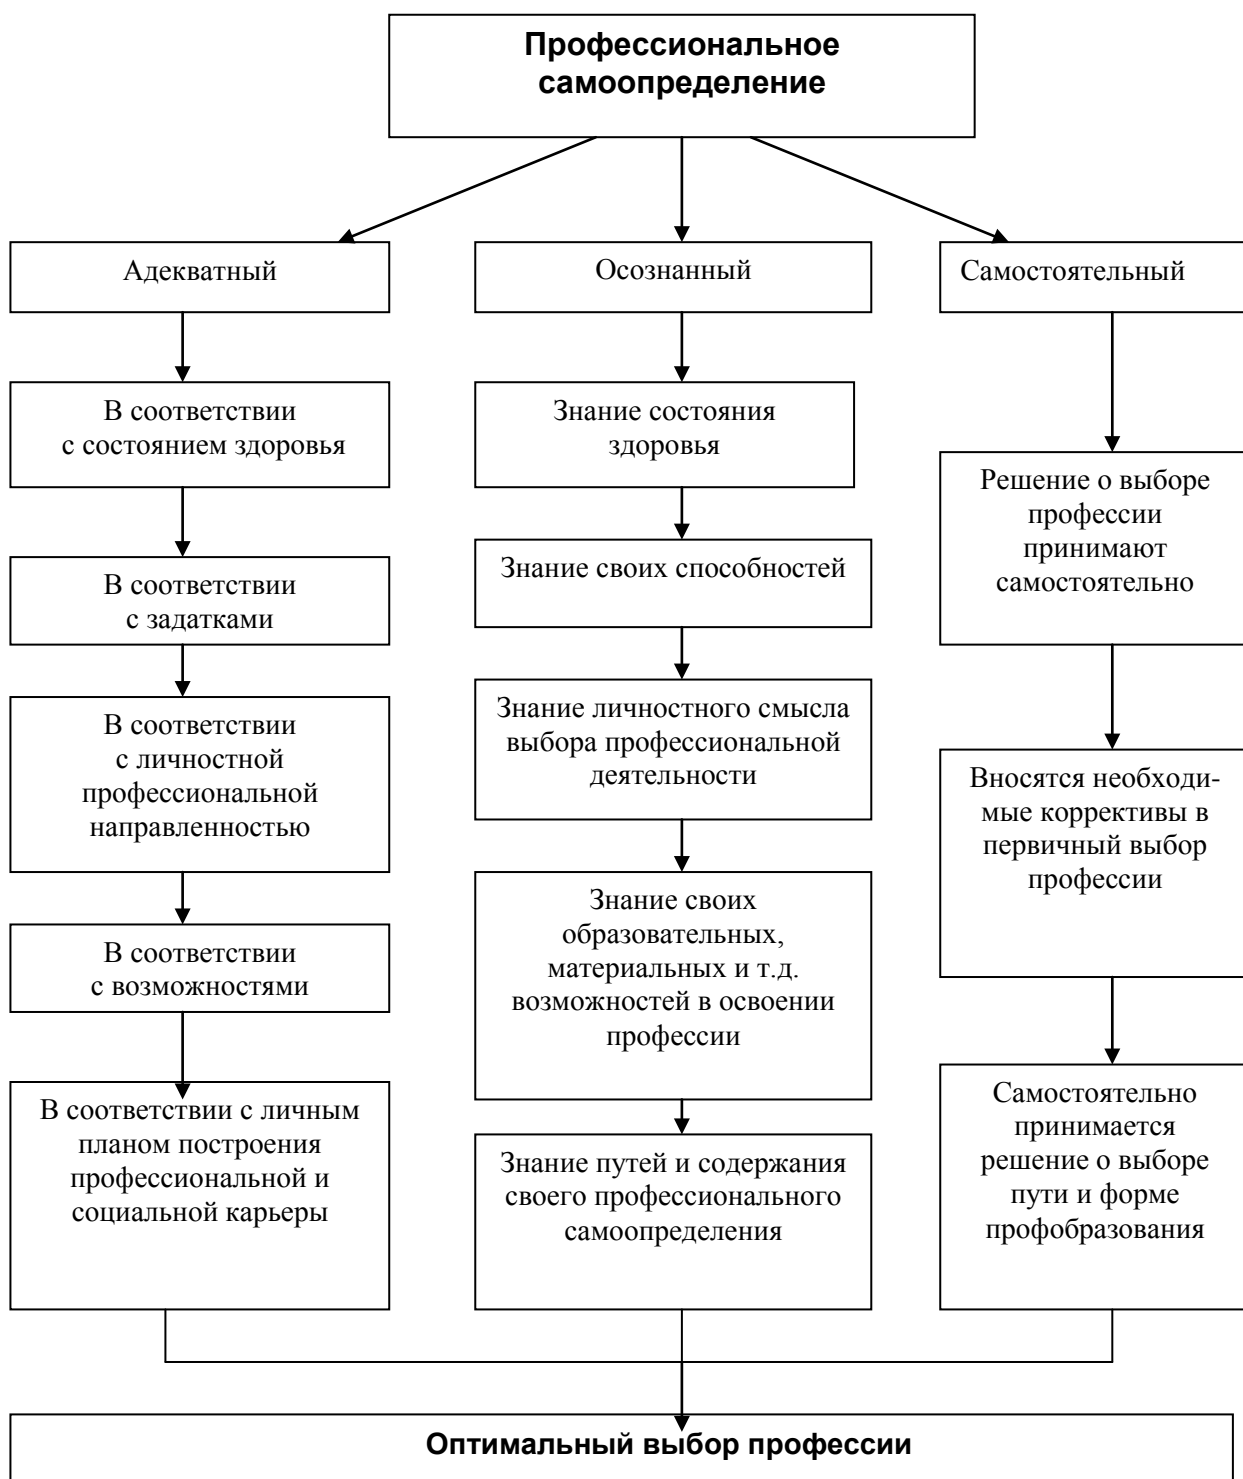 Профессиональное
самоопределение
Адекватный
Осознанный
Самостоятельный
В соответствии
с состоянием здоровья
Знание состояния
здоровья
Решение о выборе
профессии
принимают
самостоятельно
В соответствии
с задатками
Знание своих способностей
В соответствии
с личностной
профессиональной
направленностью
Знание личностного смысла
выбора профессиональной
деятельности
Вносятся необходи-
мые коррективы в
первичный выбор
профессии
В соответствии
с возможностями
Знание своих
образовательных,
материальных и т.д.
возможностей в освоении
профессии
В соответствии с личным
планом построения
профессиональной и
социальной карьеры
Знание путей и содержания
своего профессионального
самоопределения
Самостоятельно
принимается
решение о выборе
пути и форме
профобразования
Оптимальный выбор профессии